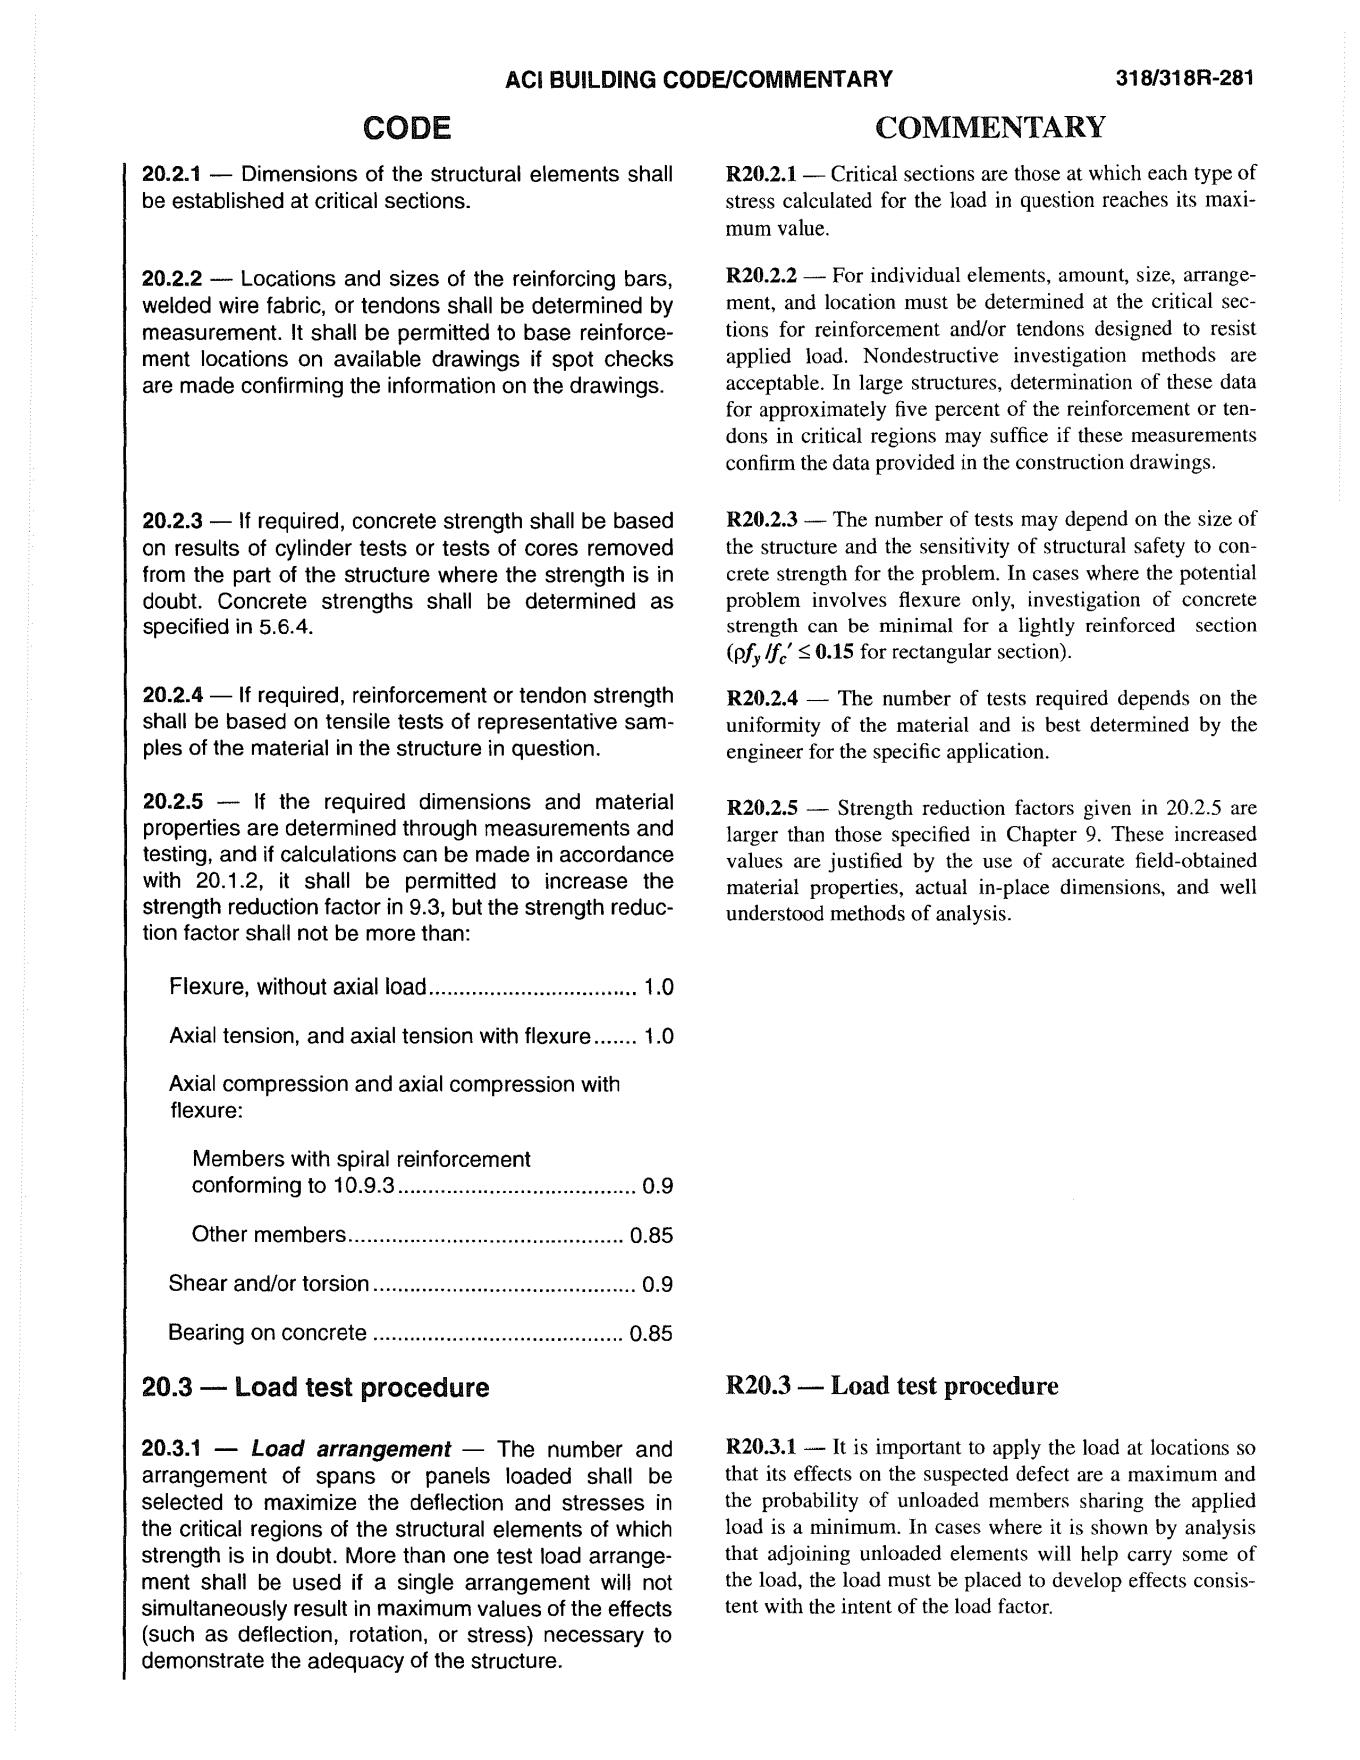 ACI BUILDING CODE/COMMENTARY
318/318R-281
CODE
20.2.1 — Dimensions of the structural elements shall
be established at critical sections.
20.2.2 — Locations and sizes of the reinforcing bars,
welded wire fabric, or tendons shall be determined by
measurement. It shall be permitted to base reinforce-
ment locations on available drawings if spot checks
are made confirming the information on the drawings.
20.2.3 — If required, concrete strength shall be based
on results of cylinder tests or tests of cores removed
from the part of the structure where the strength is in
doubt. Concrete strengths shall be determined as
specified in 5.6.4.
20.2.4 — If required, reinforcement or tendon strength
shall be based on tensile tests of representative sam-
ples of the material in the structure in question.
20.2.5 — If the required dimensions and material
properties are determined through measurements and
testing, and if calculations can be made in accordance
with 20.1.2, it shall be permitted to increase the
strength reduction factor in 9.3, but the strength reduc-
tion factor shall not be more than:
Flexure, without axial load.................................. 1.0
Axial tension, and axial tension with flexure....... 1.0
Axial compression and axial compression with
flexure:
Members with spiral reinforcement
conforming to 10.9.3....................................... 0.9
Other members............................................. 0.85
Shear and/or torsion ........................................... 0.9
Bearing on concrete ......................................... 0.85
20.3 — Load test procedure
20.3.1 — Load arrangement — The number and
arrangement of spans or panels loaded shall be
selected to maximize the deflection and stresses in
the critical regions of the structural elements of which
strength is in doubt. More than one test load arrange-
ment shall be used if a single arrangement will not
simultaneously result in maximum values of the effects
(such as deflection, rotation, or stress) necessary to
demonstrate the adequacy of the structure.
COMMENTARY
R20.2.1 — Critical sections are those at which each type of
stress calculated for the load in question reaches its maxi-
mum value.
R20.2.2 — For individual elements, amount, size, arrange-
ment, and location must be determined at the critical sec-
tions for reinforcement and/or tendons designed to resist
applied load. Nondestructive investigation methods are
acceptable. In large structures, determination of these data
for approximately five percent of the reinforcement or ten-
dons in critical regions may suffice if these measurements
confirm the data provided in the construction drawings.
R20.2.3 — The number of tests may depend on the size of
the structure and the sensitivity of structural safety to con-
crete strength for the problem. In cases where the potential
problem involves flexure only, investigation of concrete
strength can be minimal for a lightly reinforced section
(ρfy /fc′ ≤ 0.15 for rectangular section).
R20.2.4 — The number of tests required depends on the
uniformity of the material and is best determined by the
engineer for the specific application.
R20.2.5 — Strength reduction factors given in 20.2.5 are
larger than those specified in Chapter 9. These increased
values are justified by the use of accurate field-obtained
material properties, actual in-place dimensions, and well
understood methods of analysis.
R20.3 — Load test procedure
R20.3.1 — It is important to apply the load at locations so
that its effects on the suspected defect are a maximum and
the probability of unloaded members sharing the applied
load is a minimum. In cases where it is shown by analysis
that adjoining unloaded elements will help carry some of
the load, the load must be placed to develop effects consis-
tent with the intent of the load factor.